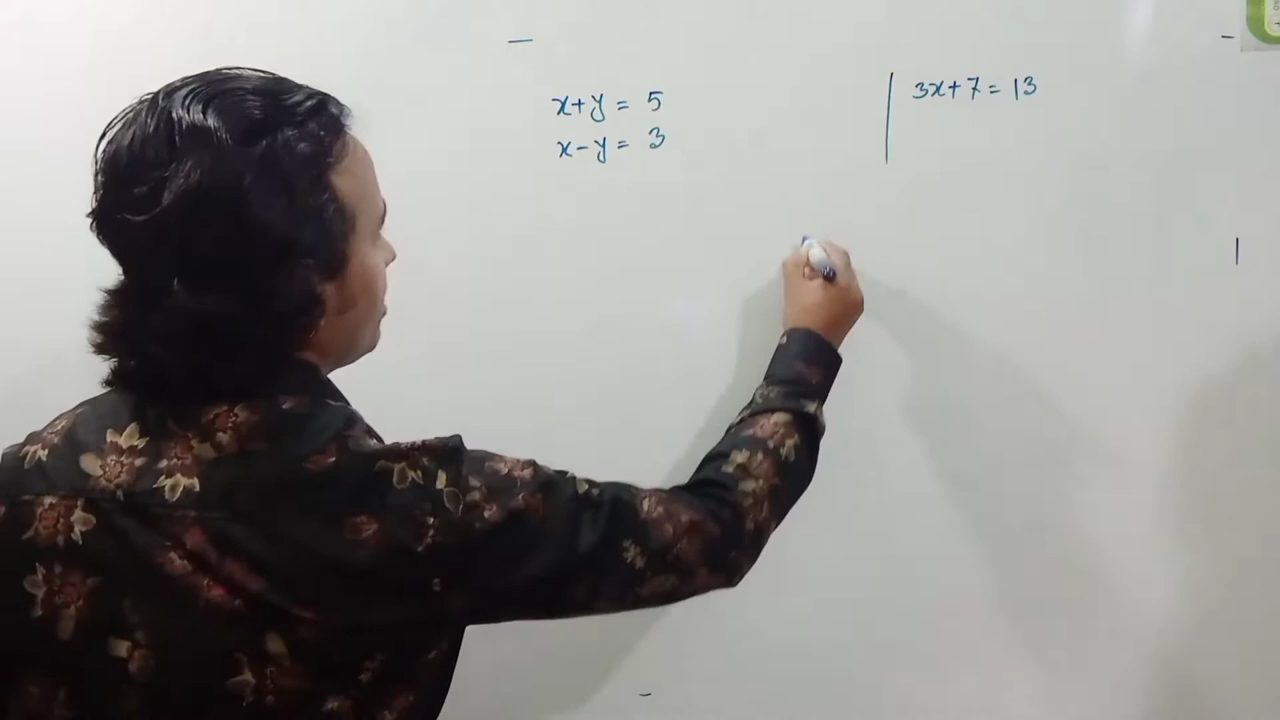 x+y = 5
x-y = 3
3x+7=13